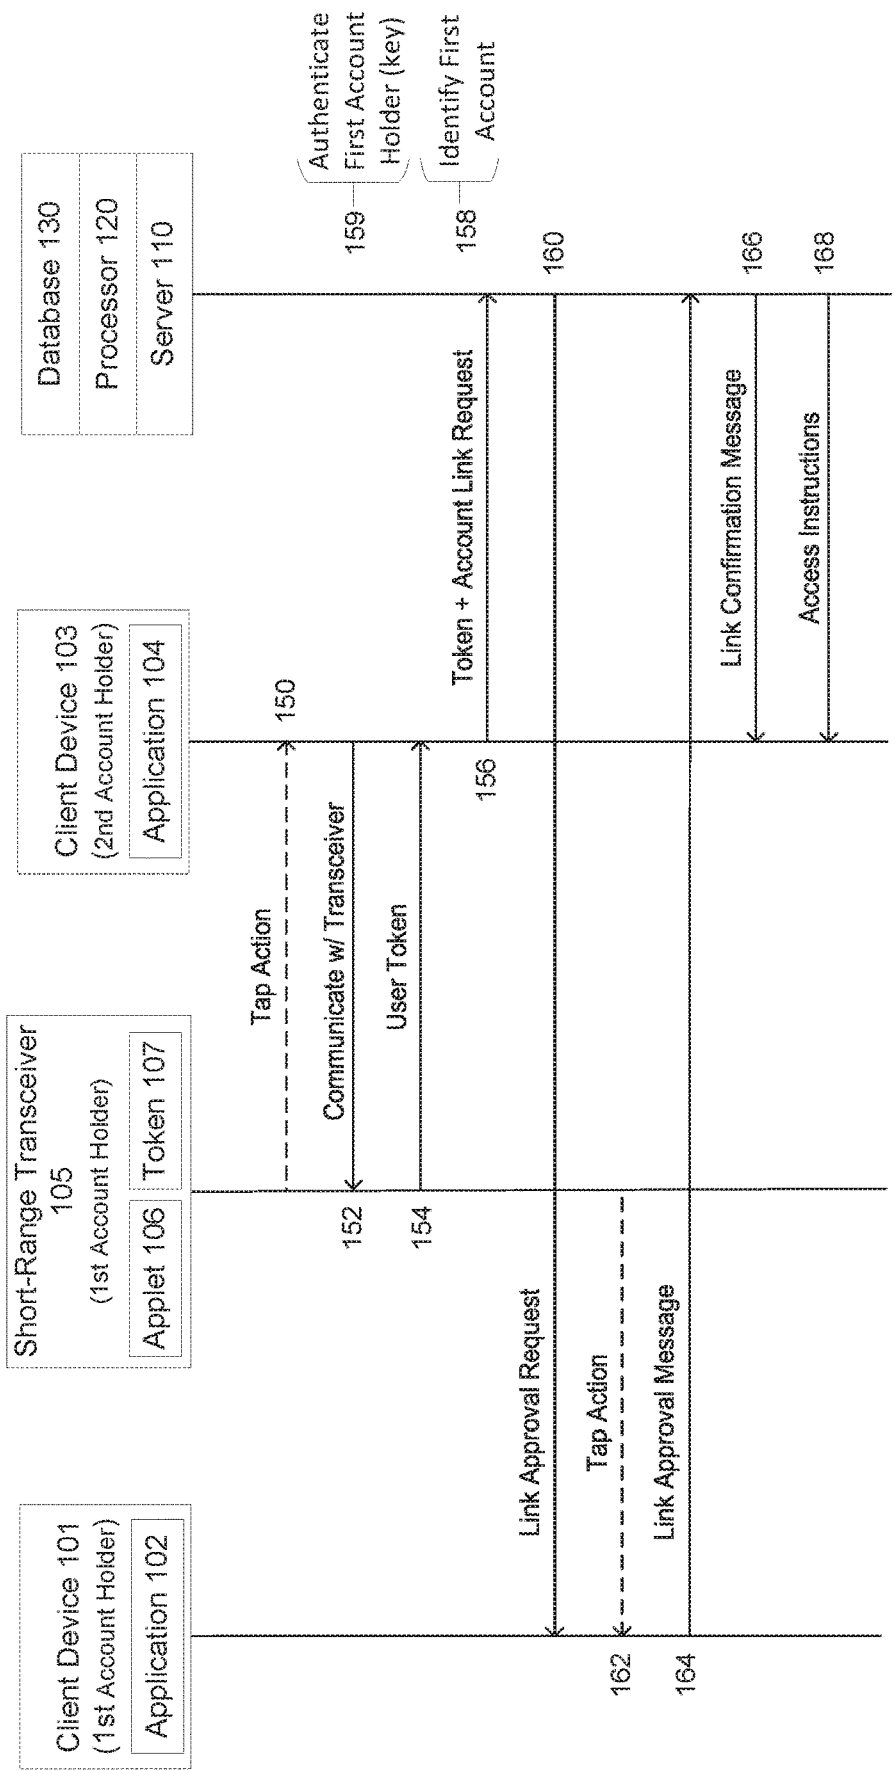 Client Device 101
(1st Account Holder)
Application 102
Short-Range Transceiver
105
(1st Account Holder)
Applet 106
Token 107
Client Device 103
(2nd Account Holder)
Application 104
Database 130
Processor 120
Server 110
Tap Action
150
Communicate w/ Transceiver
152
159
Authenticate
First Account
Holder (key)
User Token
154
158
Identify First
Account
Token + Account Link Request
156
Link Approval Request
160
Tap Action
162
Link Approval Message
164
Link Confirmation Message
166
Access Instructions
168